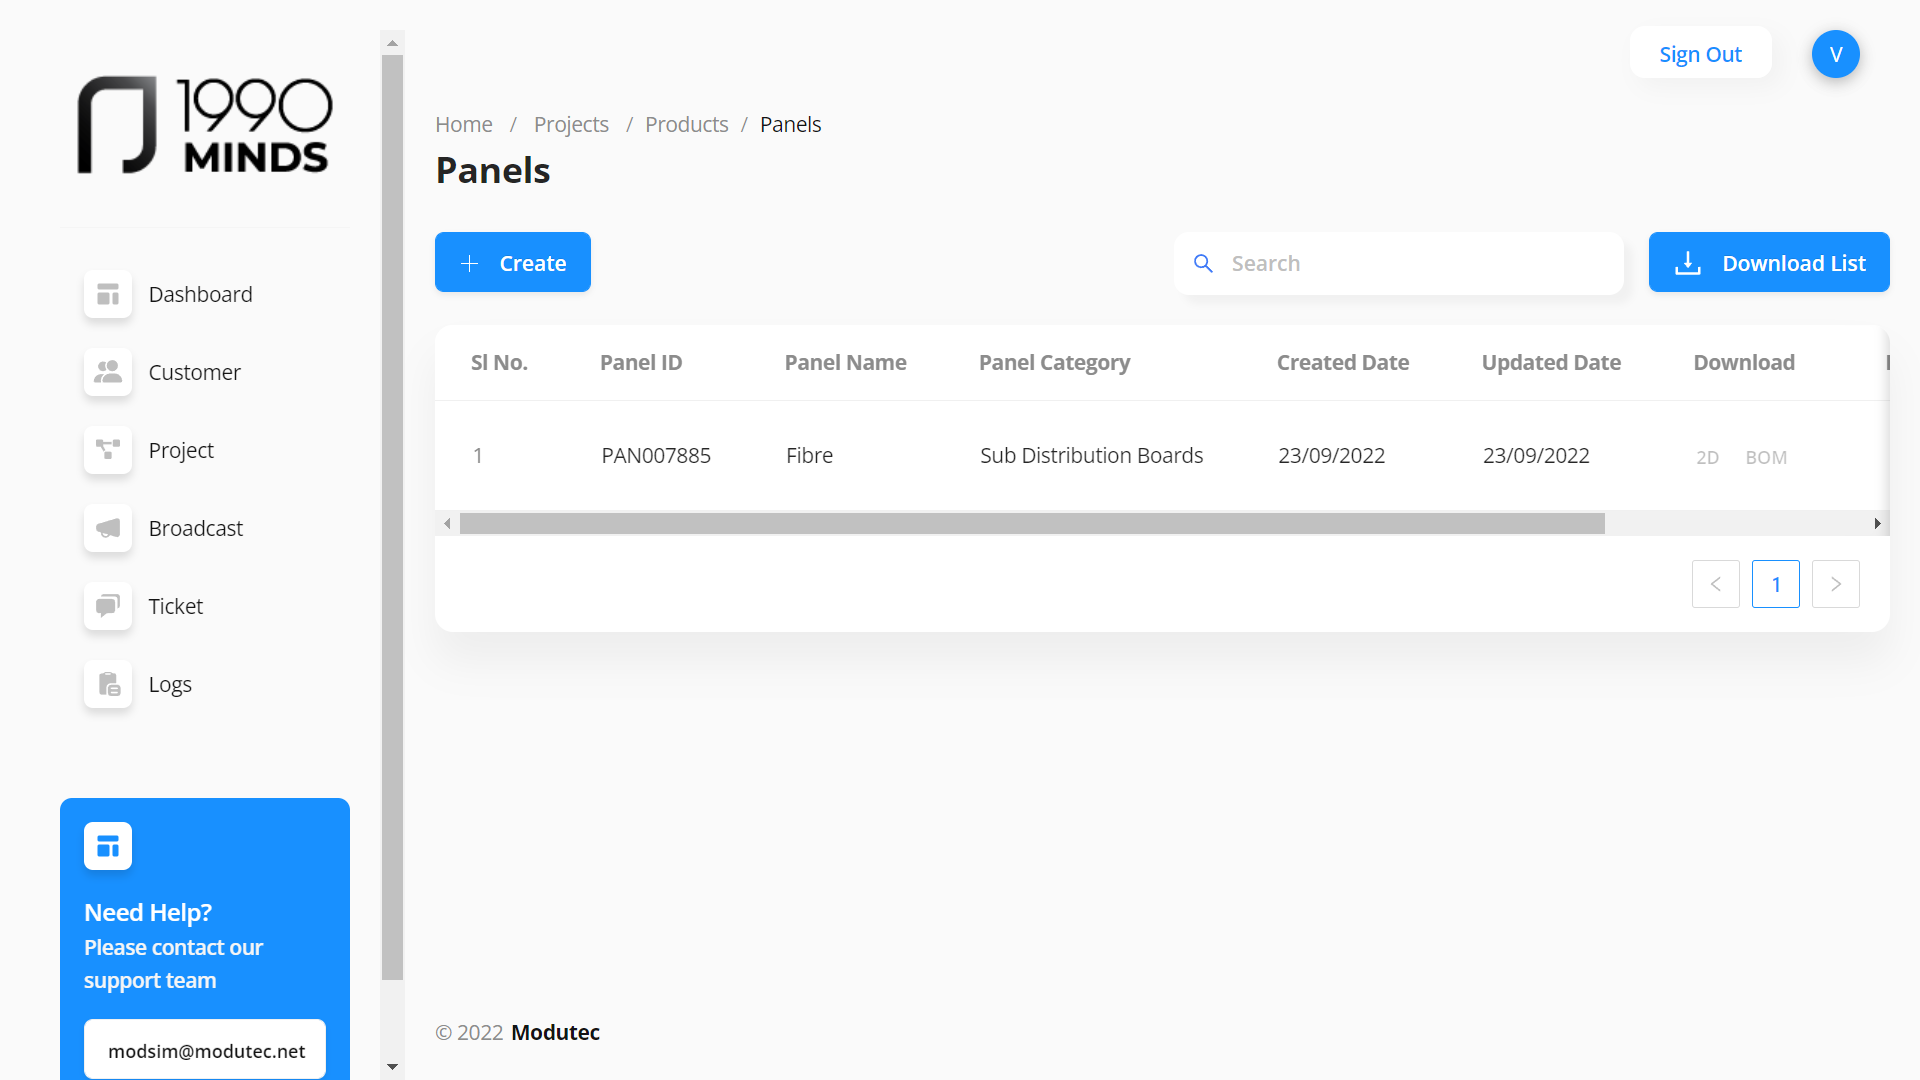 1990
MINDS
Dashboard
Customer
Project
Broadcast
Ticket
Logs
Need Help?
Please contact our
support team
modsim@modutec.net
Sign Out
V
Home / Projects / Products / Panels
Panels
Create
Search
Download List
Sl No. Panel ID Panel Name Panel Category Created Date Updated Date Download
1 PAN007885 Fibre Sub Distribution Boards 23/09/2022 23/09/2022 2D BOM
< 1 >
© 2022 Modutec